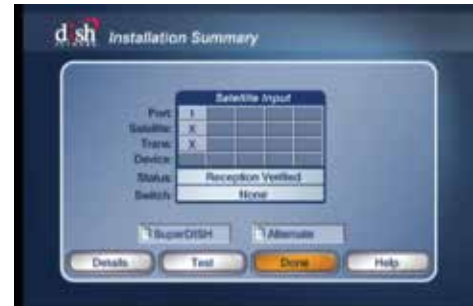 dish Installation Summary
NETWORK
Satellite Input
Port: 1
Satellite: X
Trans: X
Device:
Status: Reception Verified
Switch: None
SuperDISH Alternate
Details Test Done Help